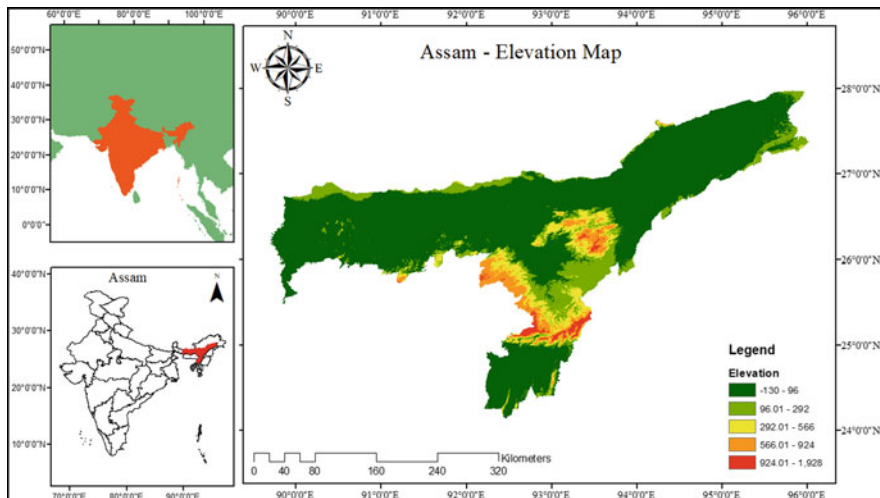 60°0'0"E 80°0'0"E 100°0'0"E
50°0'0"N
40°0'0"N
30°0'0"N
20°0'0"N
10°0'0"N
0°0'0"
Assam
N
40°0'0"N
30°0'0"N
20°0'0"N
10°0'0"N
70°0'0"E 90°0'0"E
90°0'0"E 91°0'0"E 92°0'0"E 93°0'0"E 94°0'0"E 95°0'0"E 96°0'0"E
Assam - Elevation Map
N
W E
S
28°0'0"N
27°0'0"N
26°0'0"N
25°0'0"N
24°0'0"N
Legend
Elevation
-130 - 96
96.01 - 292
292.01 - 566
566.01 - 924
924.01 - 1,928
Kilometers
0 20 40 80 160 240 320
90°0'0"E 91°0'0"E 92°0'0"E 93°0'0"E 94°0'0"E 95°0'0"E 96°0'0"E